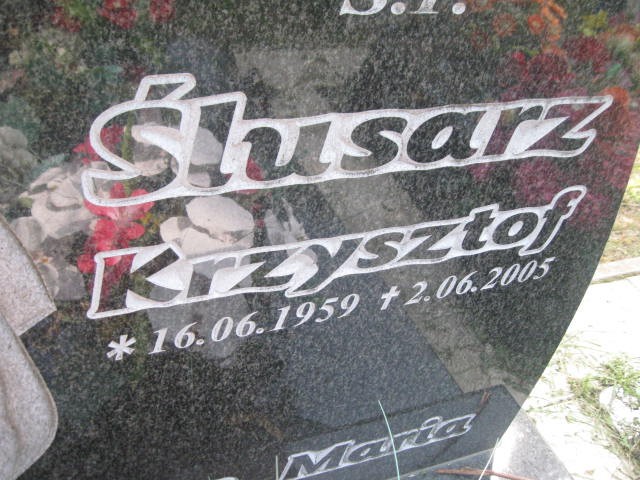 Ś.P.
Ślusarz
Krzysztof
* 16.06.1959 ✝ 2.06.2005
Maria